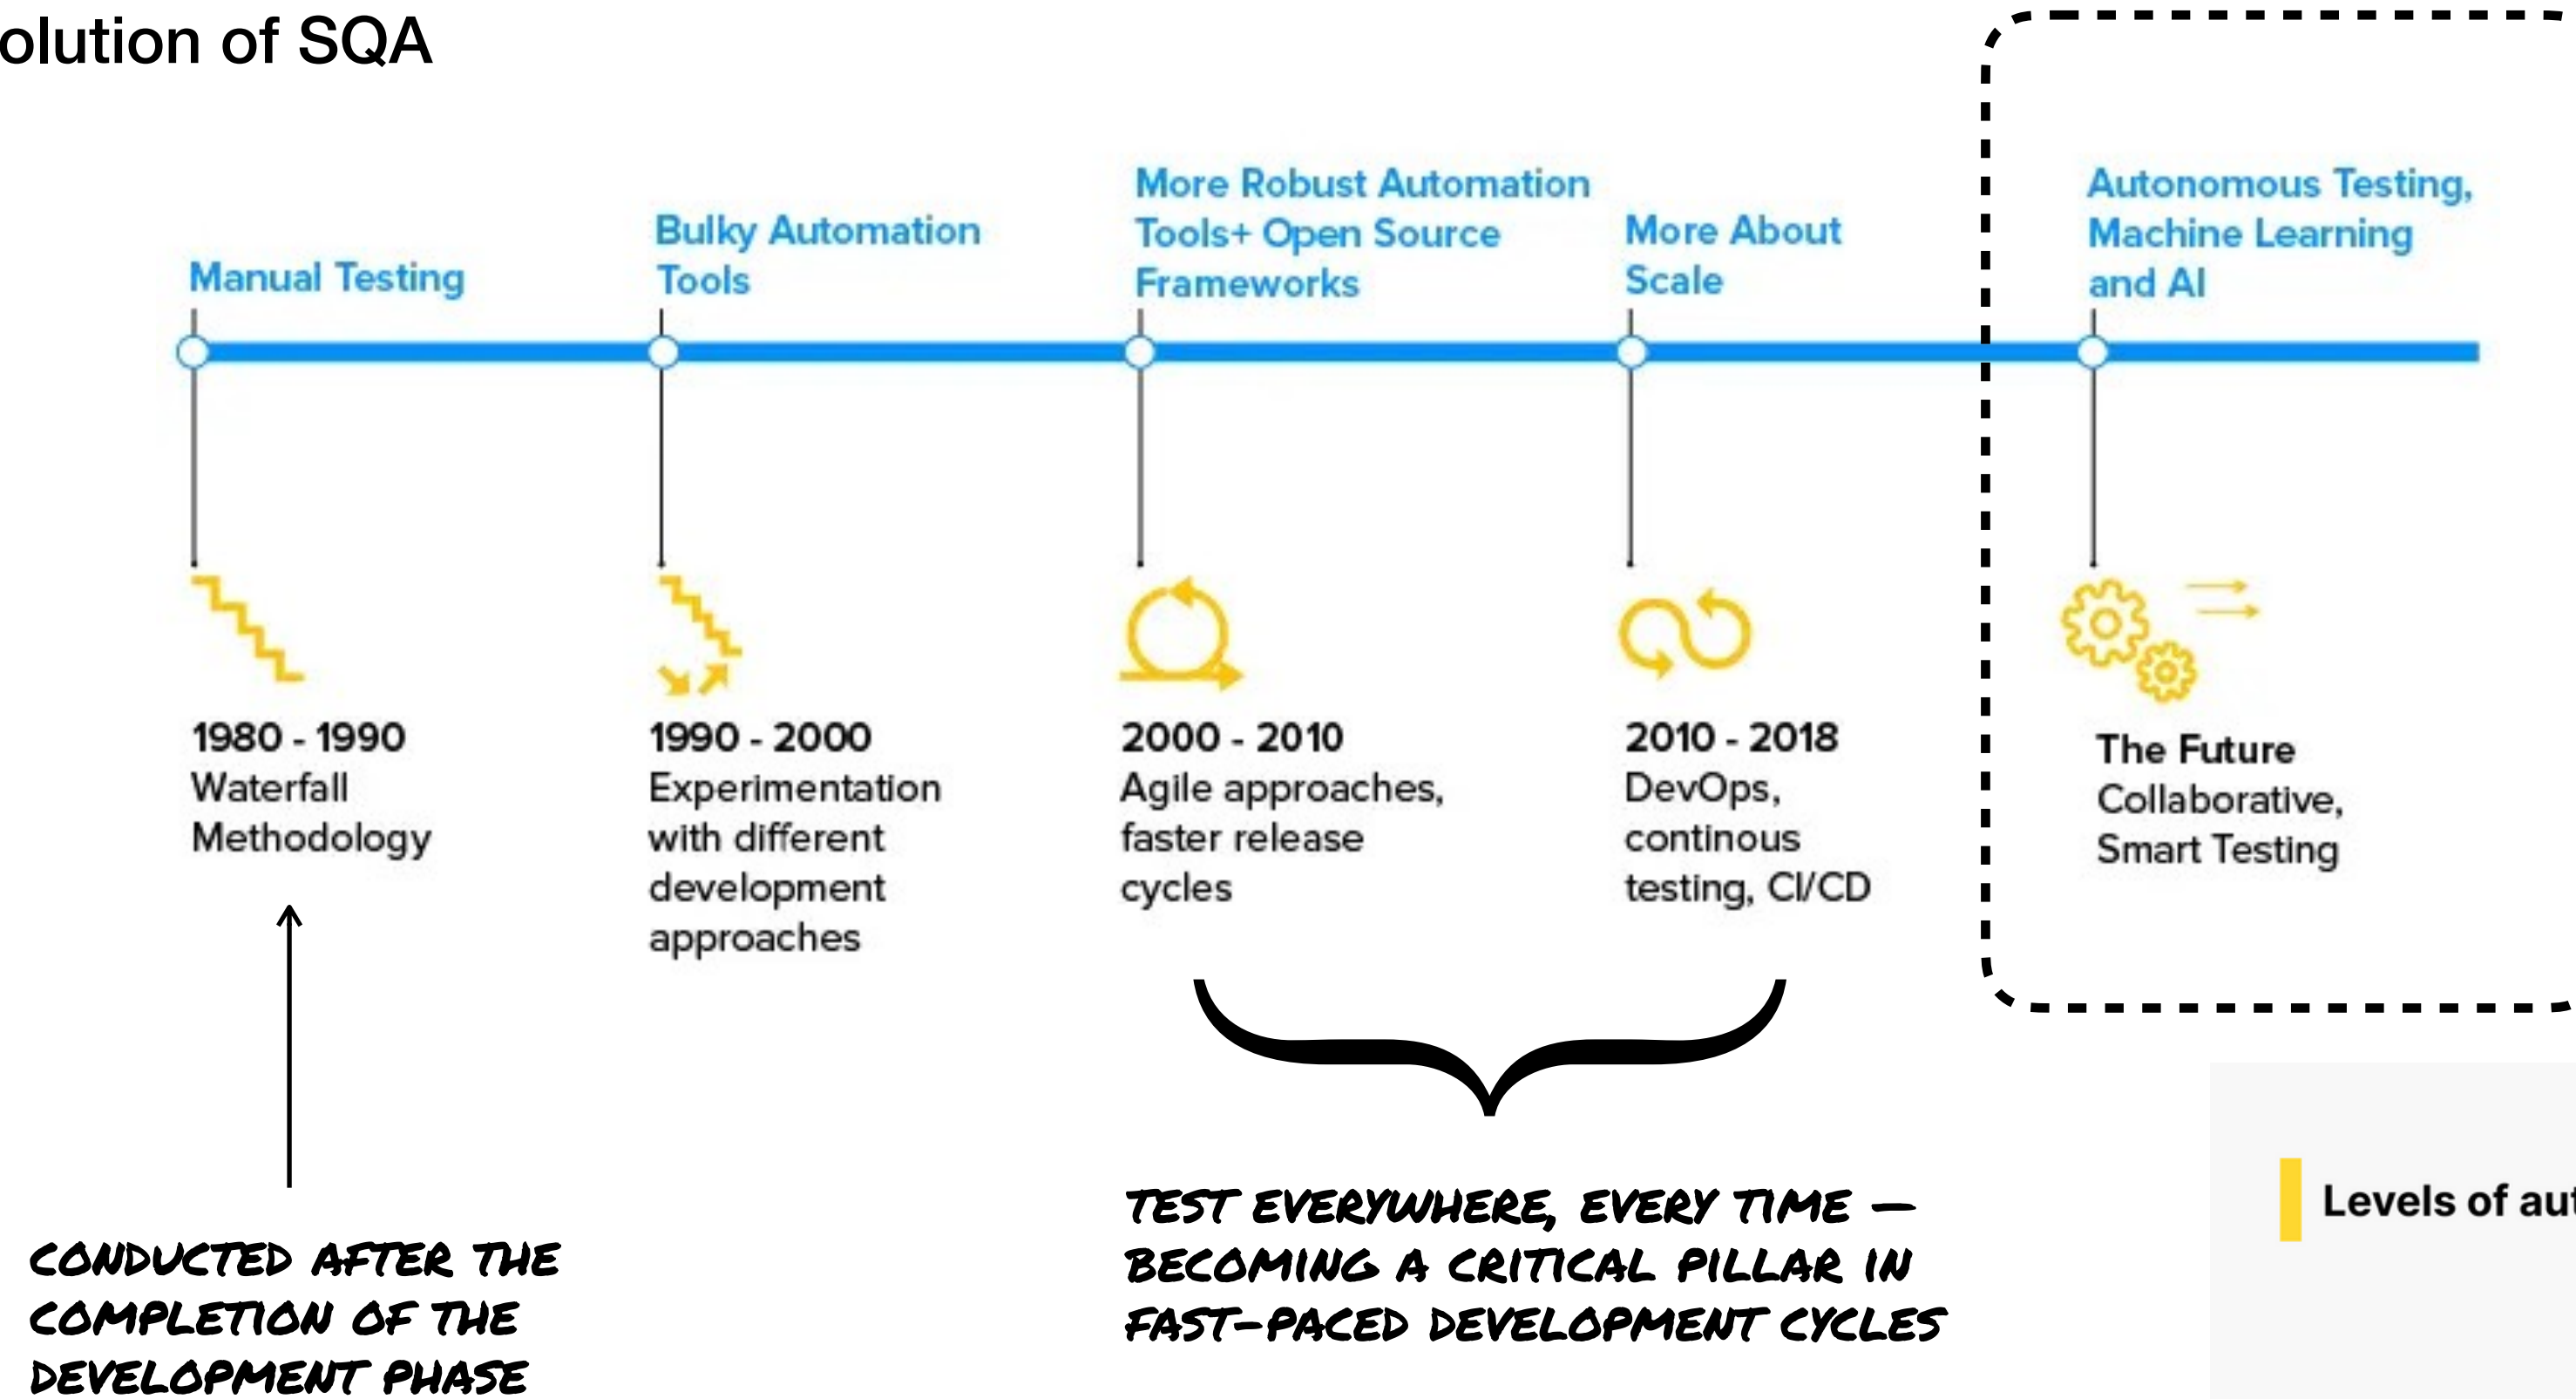 olution of SQA
Manual Testing
Bulky Automation
Tools
More Robust Automation
Tools+ Open Source
Frameworks
More About
Scale
Autonomous Testing,
Machine Learning
and AI
1980 - 1990
Waterfall
Methodology
1990 - 2000
Experimentation
with different
development
approaches
2000 - 2010
Agile approaches,
faster release
cycles
2010 - 2018
DevOps,
continous
testing, CI/CD
The Future
Collaborative,
Smart Testing
CONDUCTED AFTER THE
COMPLETION OF THE
DEVELOPMENT PHASE
TEST EVERYWHERE, EVERY TIME —
BECOMING A CRITICAL PILLAR IN
FAST-PACED DEVELOPMENT CYCLES
Levels of aut